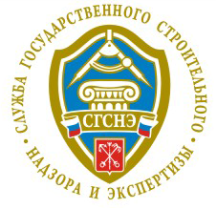 СЛУЖБА ГОСУДАРСТВЕННОГО СТРОИТЕЛЬНОГО
НАДЗОРА И ЭКСПЕРТИЗЫ
СГСНЭ